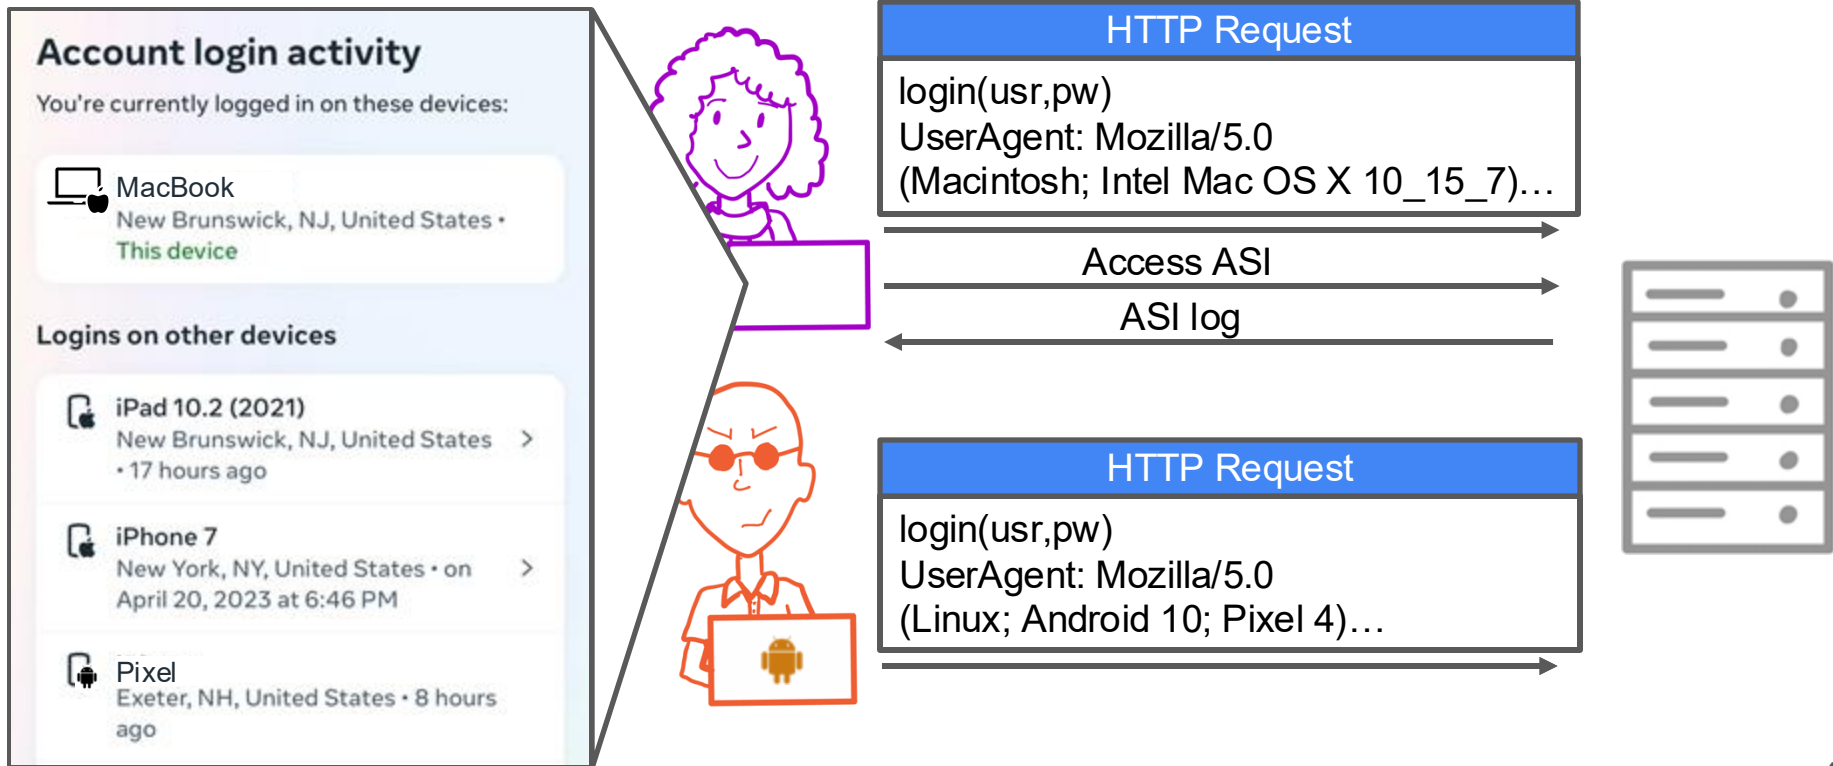 Account login activity
You're currently logged in on these devices:
MacBook
New Brunswick, NJ, United States •
This device
Logins on other devices
iPad 10.2 (2021)
New Brunswick, NJ, United States
• 17 hours ago
iPhone 7
New York, NY, United States • on
April 20, 2023 at 6:46 PM
Pixel
Exeter, NH, United States • 8 hours
ago
HTTP Request
login(usr,pw)
UserAgent: Mozilla/5.0
(Macintosh; Intel Mac OS X 10_15_7)…
Access ASI
ASI log
HTTP Request
login(usr,pw)
UserAgent: Mozilla/5.0
(Linux; Android 10; Pixel 4)…